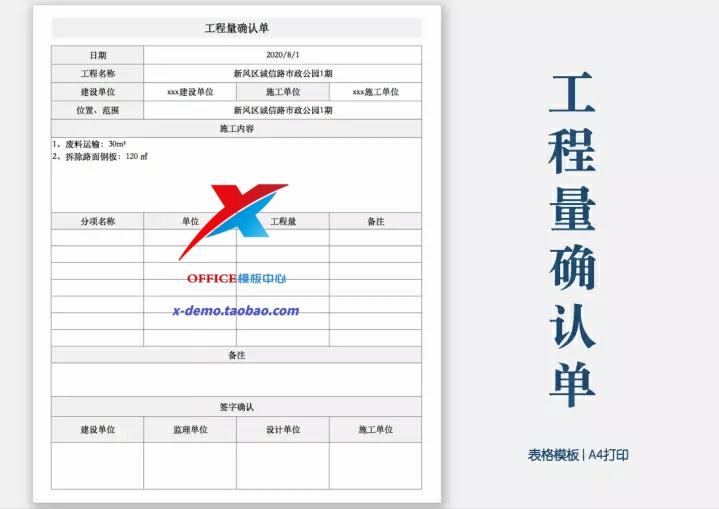 工程量确认单
日期 2020/8/1
工程名称 新风区诚信路市政公园1期
建设单位 xxx建设单位 施工单位 xxx施工单位
位置、范围 新风区诚信路市政公园1期
施工内容
1、废料运输：30m³
2、拆除路面钢板：120 ㎡
分项名称 单位 工程量 备注
OFFICE模板中心
x-demo.taobao.com
备注
签字确认
建设单位 监理单位 设计单位 施工单位
工程量确认单
表格模板 | A4打印